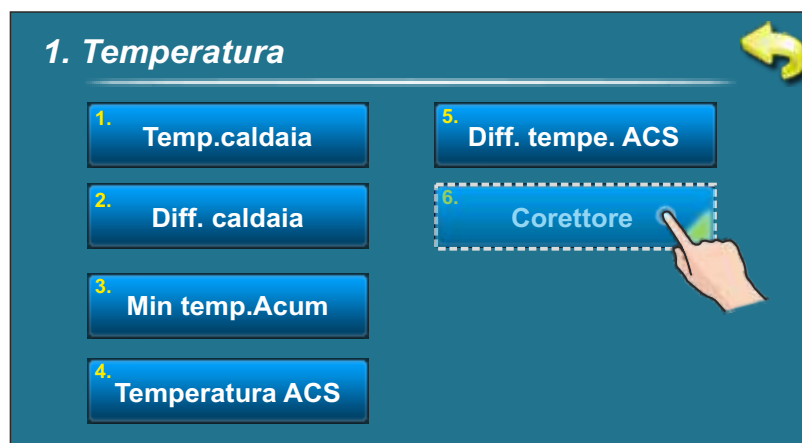 1. Temperatura
1.
Temp.caldaia
2.
Diff. caldaia
3.
Min temp.Acum
4.
Temperatura ACS
5.
Diff. tempe. ACS
6.
Corettore